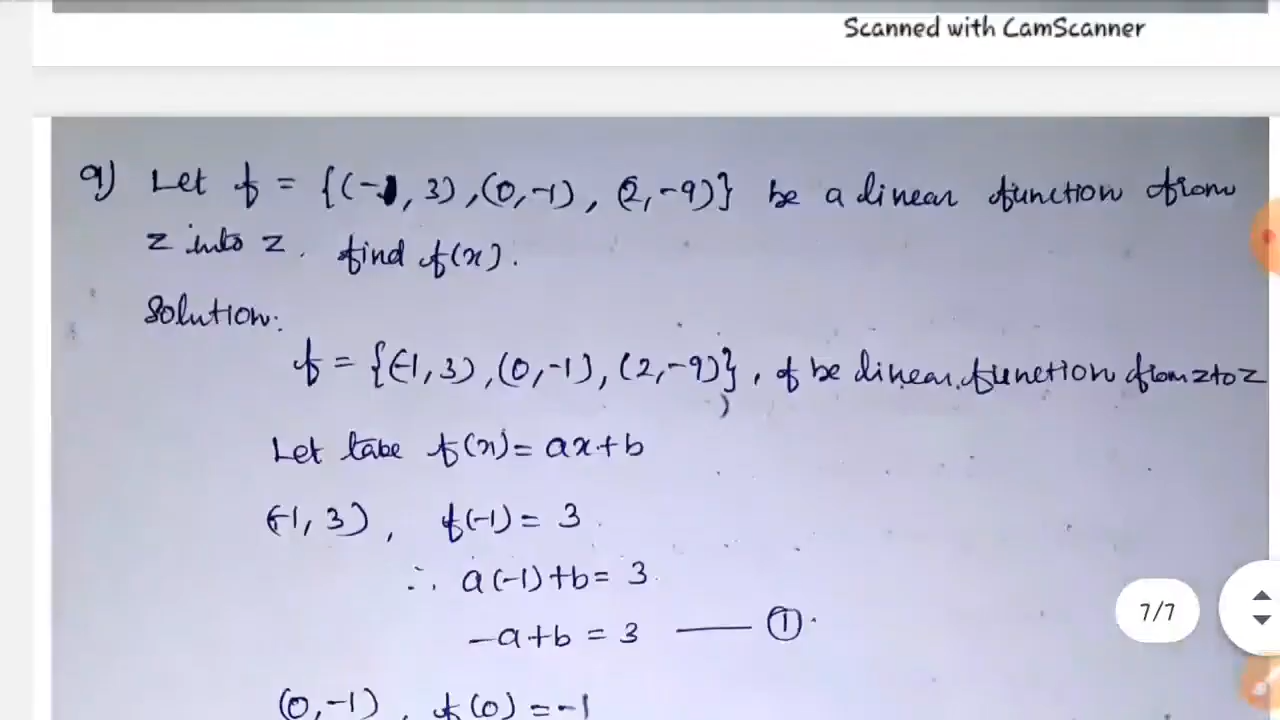 Scanned with CamScanner
9) Let f = {(-1, 3), (0, -1), (2, -9)} be a linear function from
z into z. find f(x).
Solution:
f = {(-1, 3), (0, -1), (2, -9)}, f be linear function from z to z
Let take f(x) = ax+b
(-1, 3), f(-1) = 3
∴ a(-1)+b = 3
-a+b = 3 —— ①.
7/7
(0, -1), f(0) = -1